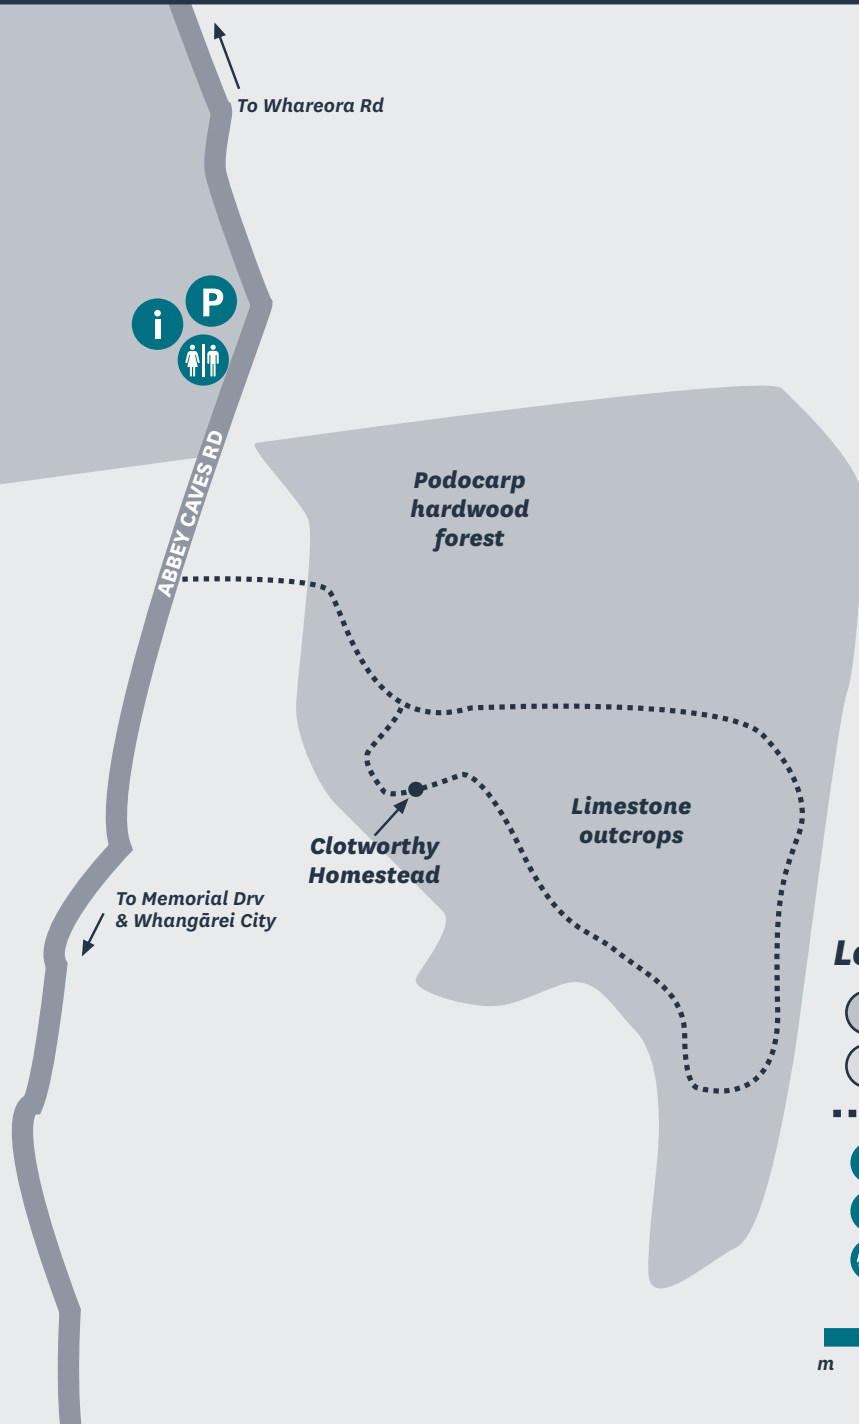 To Whareora Rd
P
i
ABBEY CAVES RD
Podocarp
hardwood
forest
Limestone
outcrops
Clotworthy
Homestead
To Memorial Drv
& Whangārei City
m